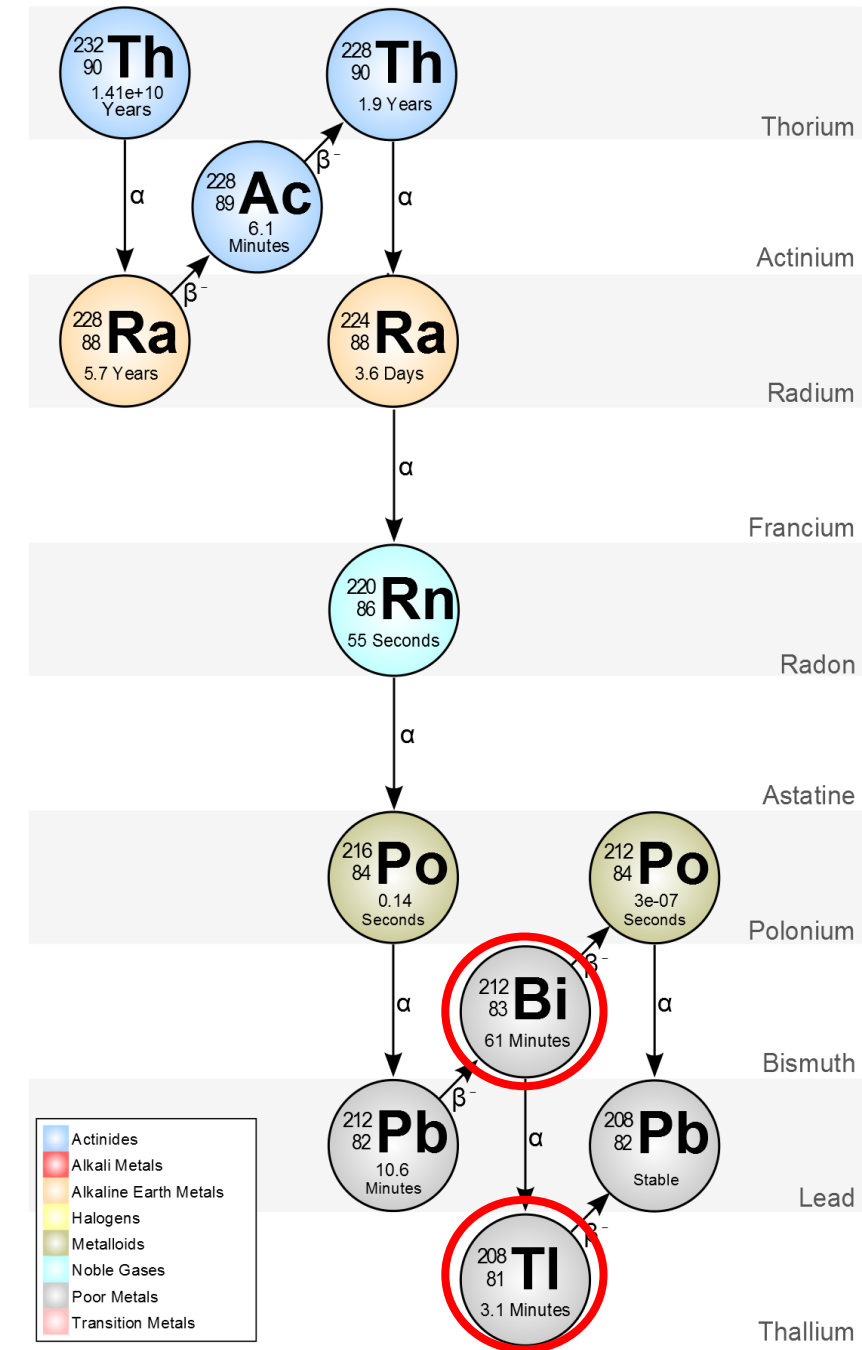 232
90
Th
1.41e+10
Years
228
90
Th
1.9 Years
Thorium
α
β⁻
α
228
89
Ac
6.1
Minutes
Actinium
β⁻
228
88
Ra
5.7 Years
224
88
Ra
3.6 Days
Radium
α
Francium
220
86
Rn
55 Seconds
Radon
α
Astatine
216
84
Po
0.14
Seconds
212
84
Po
3e-07
Seconds
Polonium
β⁻
α
212
83
Bi
61 Minutes
α
Bismuth
β⁻
212
82
Pb
10.6
Minutes
α
208
82
Pb
Stable
Lead
β⁻
208
81
Tl
3.1 Minutes
Thallium
Actinides
Alkali Metals
Alkaline Earth Metals
Halogens
Metalloids
Noble Gases
Poor Metals
Transition Metals